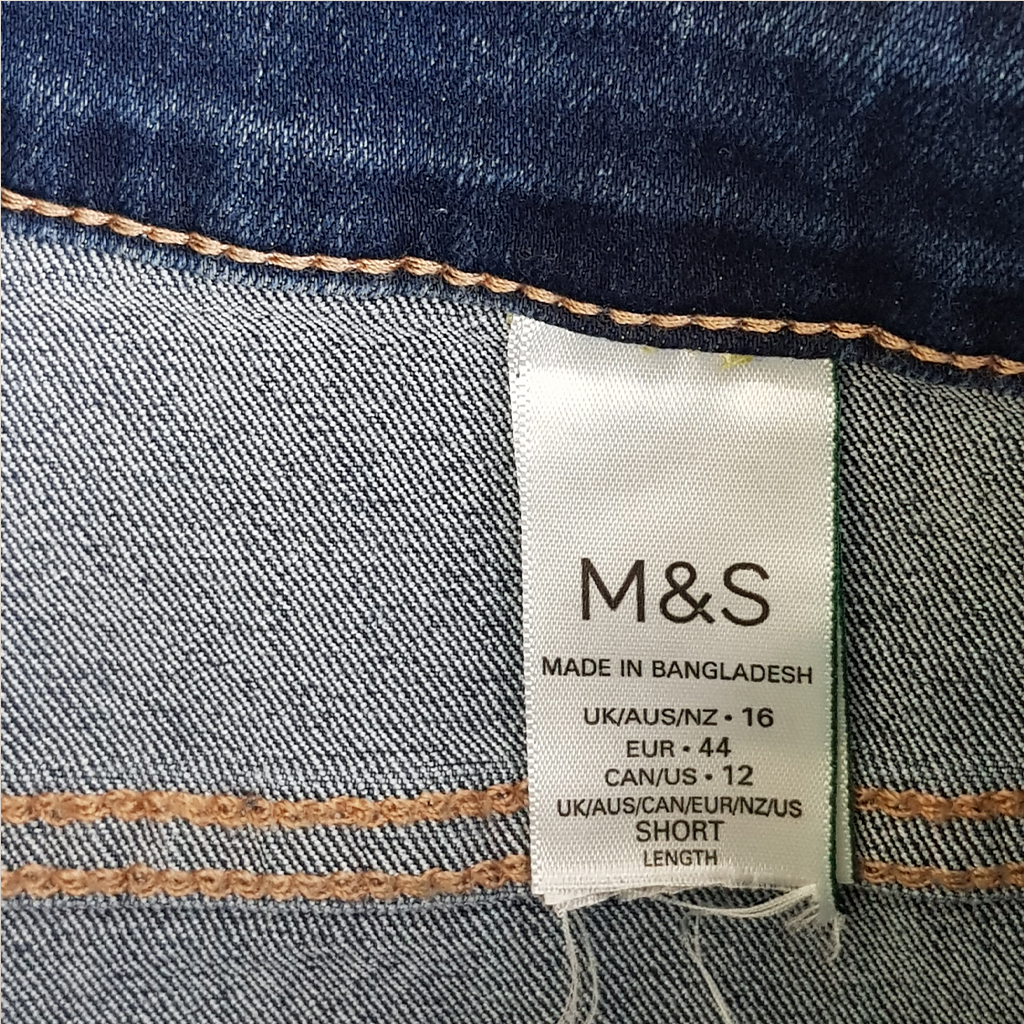 M&S
MADE IN BANGLADESH
UK/AUS/NZ • 16
EUR • 44
CAN/US • 12
UK/AUS/CAN/EUR/NZ/US
SHORT
LENGTH